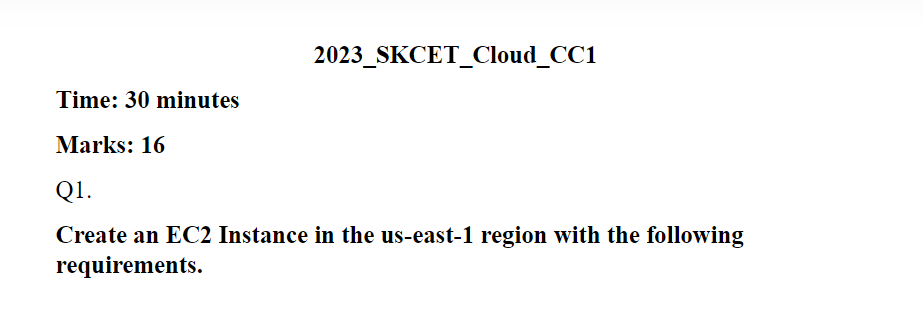 2023_SKCET_Cloud_CC1
Time: 30 minutes
Marks: 16
Q1.
Create an EC2 Instance in the us-east-1 region with the following
requirements.